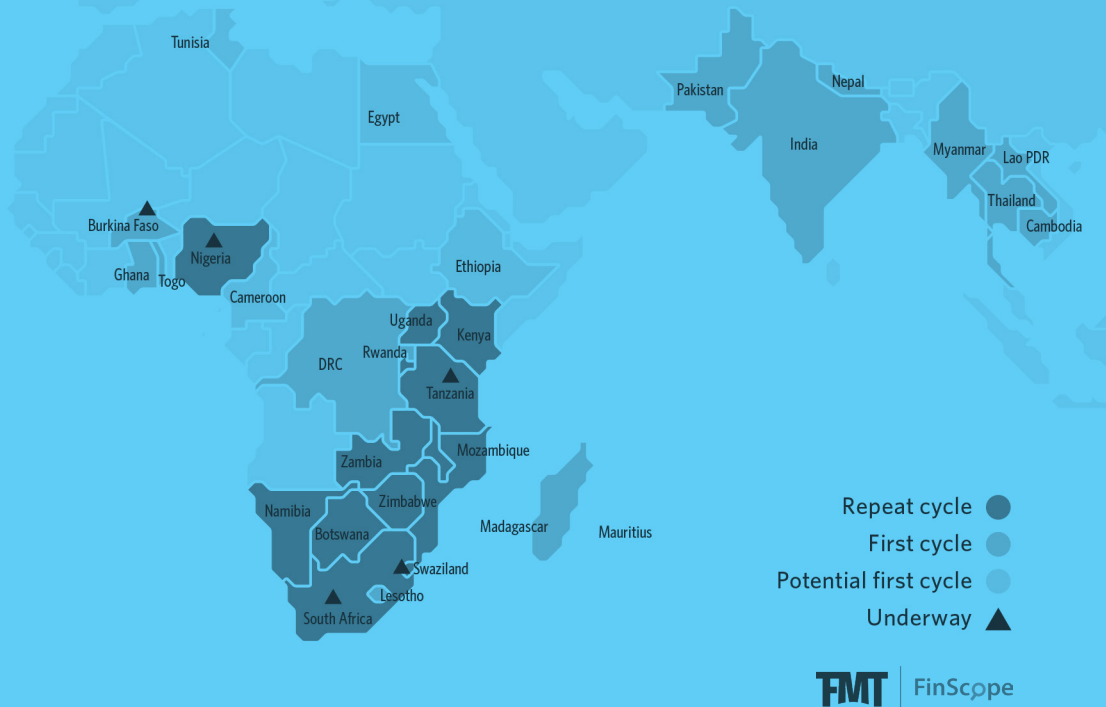 Tunisia
Egypt
Pakistan
Nepal
India
Myanmar
Lao PDR
Thailand
Cambodia
Burkina Faso
Nigeria
Ghana
Togo
Cameroon
Ethiopia
Uganda
Kenya
Rwanda
DRC
Tanzania
Mozambique
Zambia
Zimbabwe
Namibia
Botswana
Madagascar
Mauritius
Swaziland
Lesotho
South Africa
Repeat cycle
First cycle
Potential first cycle
Underway
FMT FinScope